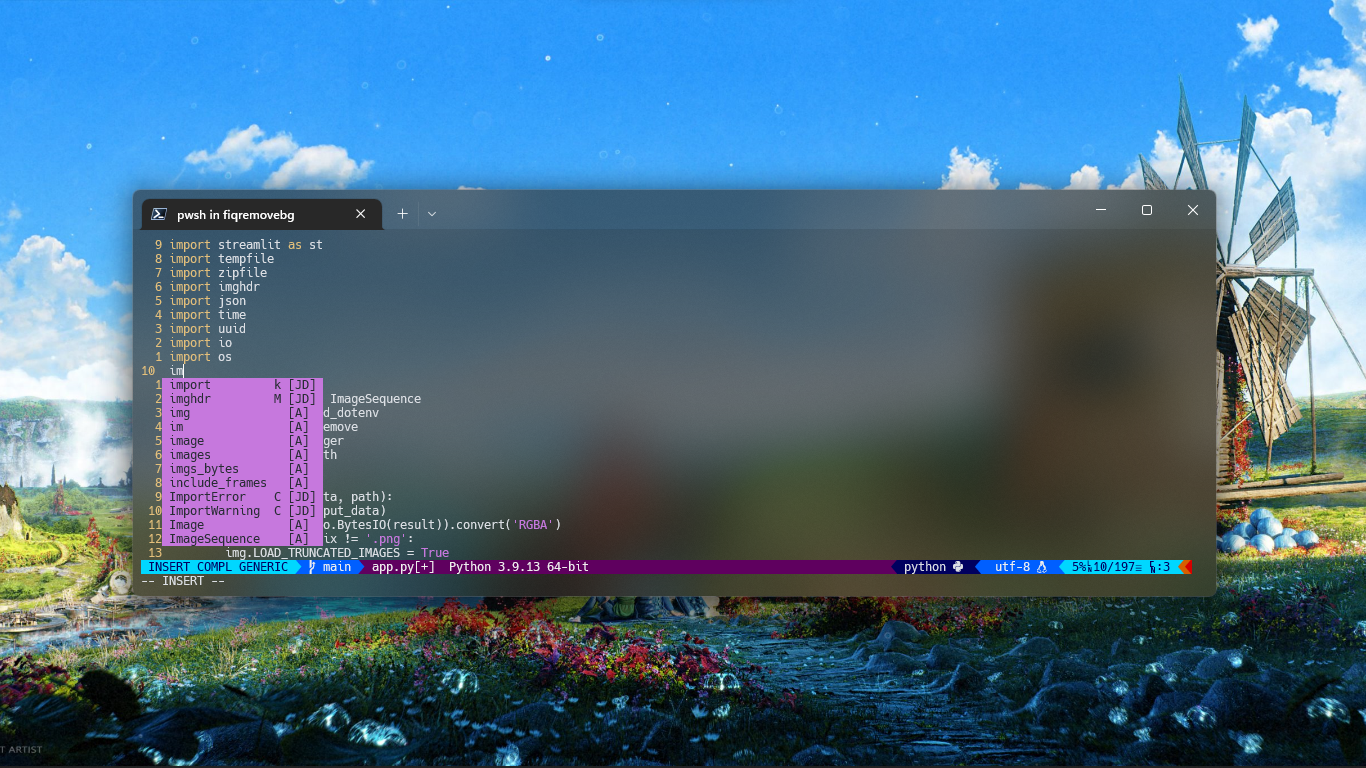 pwsh in fiqremovebg
9 import streamlit as st
8 import tempfile
7 import zipfile
6 import imghdr
5 import json
4 import time
3 import uuid
2 import io
1 import os
10 im
1 import k [JD]
2 imghdr M [JD] ImageSequence
3 img [A] d_dotenv
4 im [A] emove
5 image [A] ger
6 images [A] th
7 imgs_bytes [A]
8 include_frames [A]
9 ImportError C [JD] ta, path):
10 ImportWarning C [JD] put_data)
11 Image [A] o.BytesIO(result)).convert('RGBA')
12 ImageSequence [A] ix != '.png':
13 img.LOAD_TRUNCATED_IMAGES = True
INSERT COMPL GENERIC main app.py[+] Python 3.9.13 64-bit python utf-8 5% 10/197 :3
-- INSERT --
T ARTIST